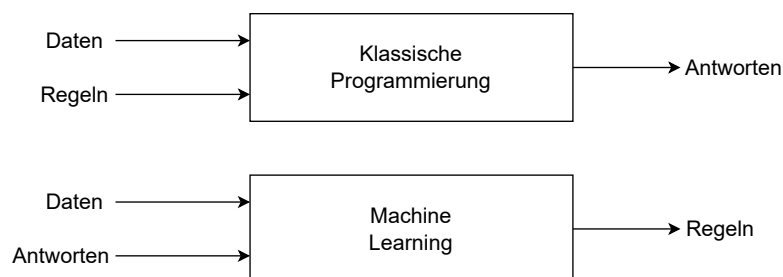 Daten
Regeln
Klassische
Programmierung
Antworten
Daten
Antworten
Machine
Learning
Regeln